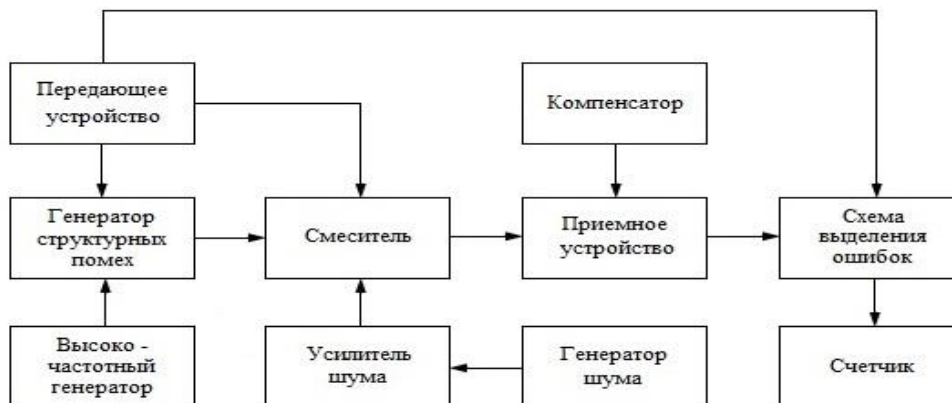 Передающее
устройство
Компенсатор
Генератор
структурных
помех
Смеситель
Приемное
устройство
Схема
выделения
ошибок
Высоко -
частотный
генератор
Усилитель
шума
Генератор
шума
Счетчик